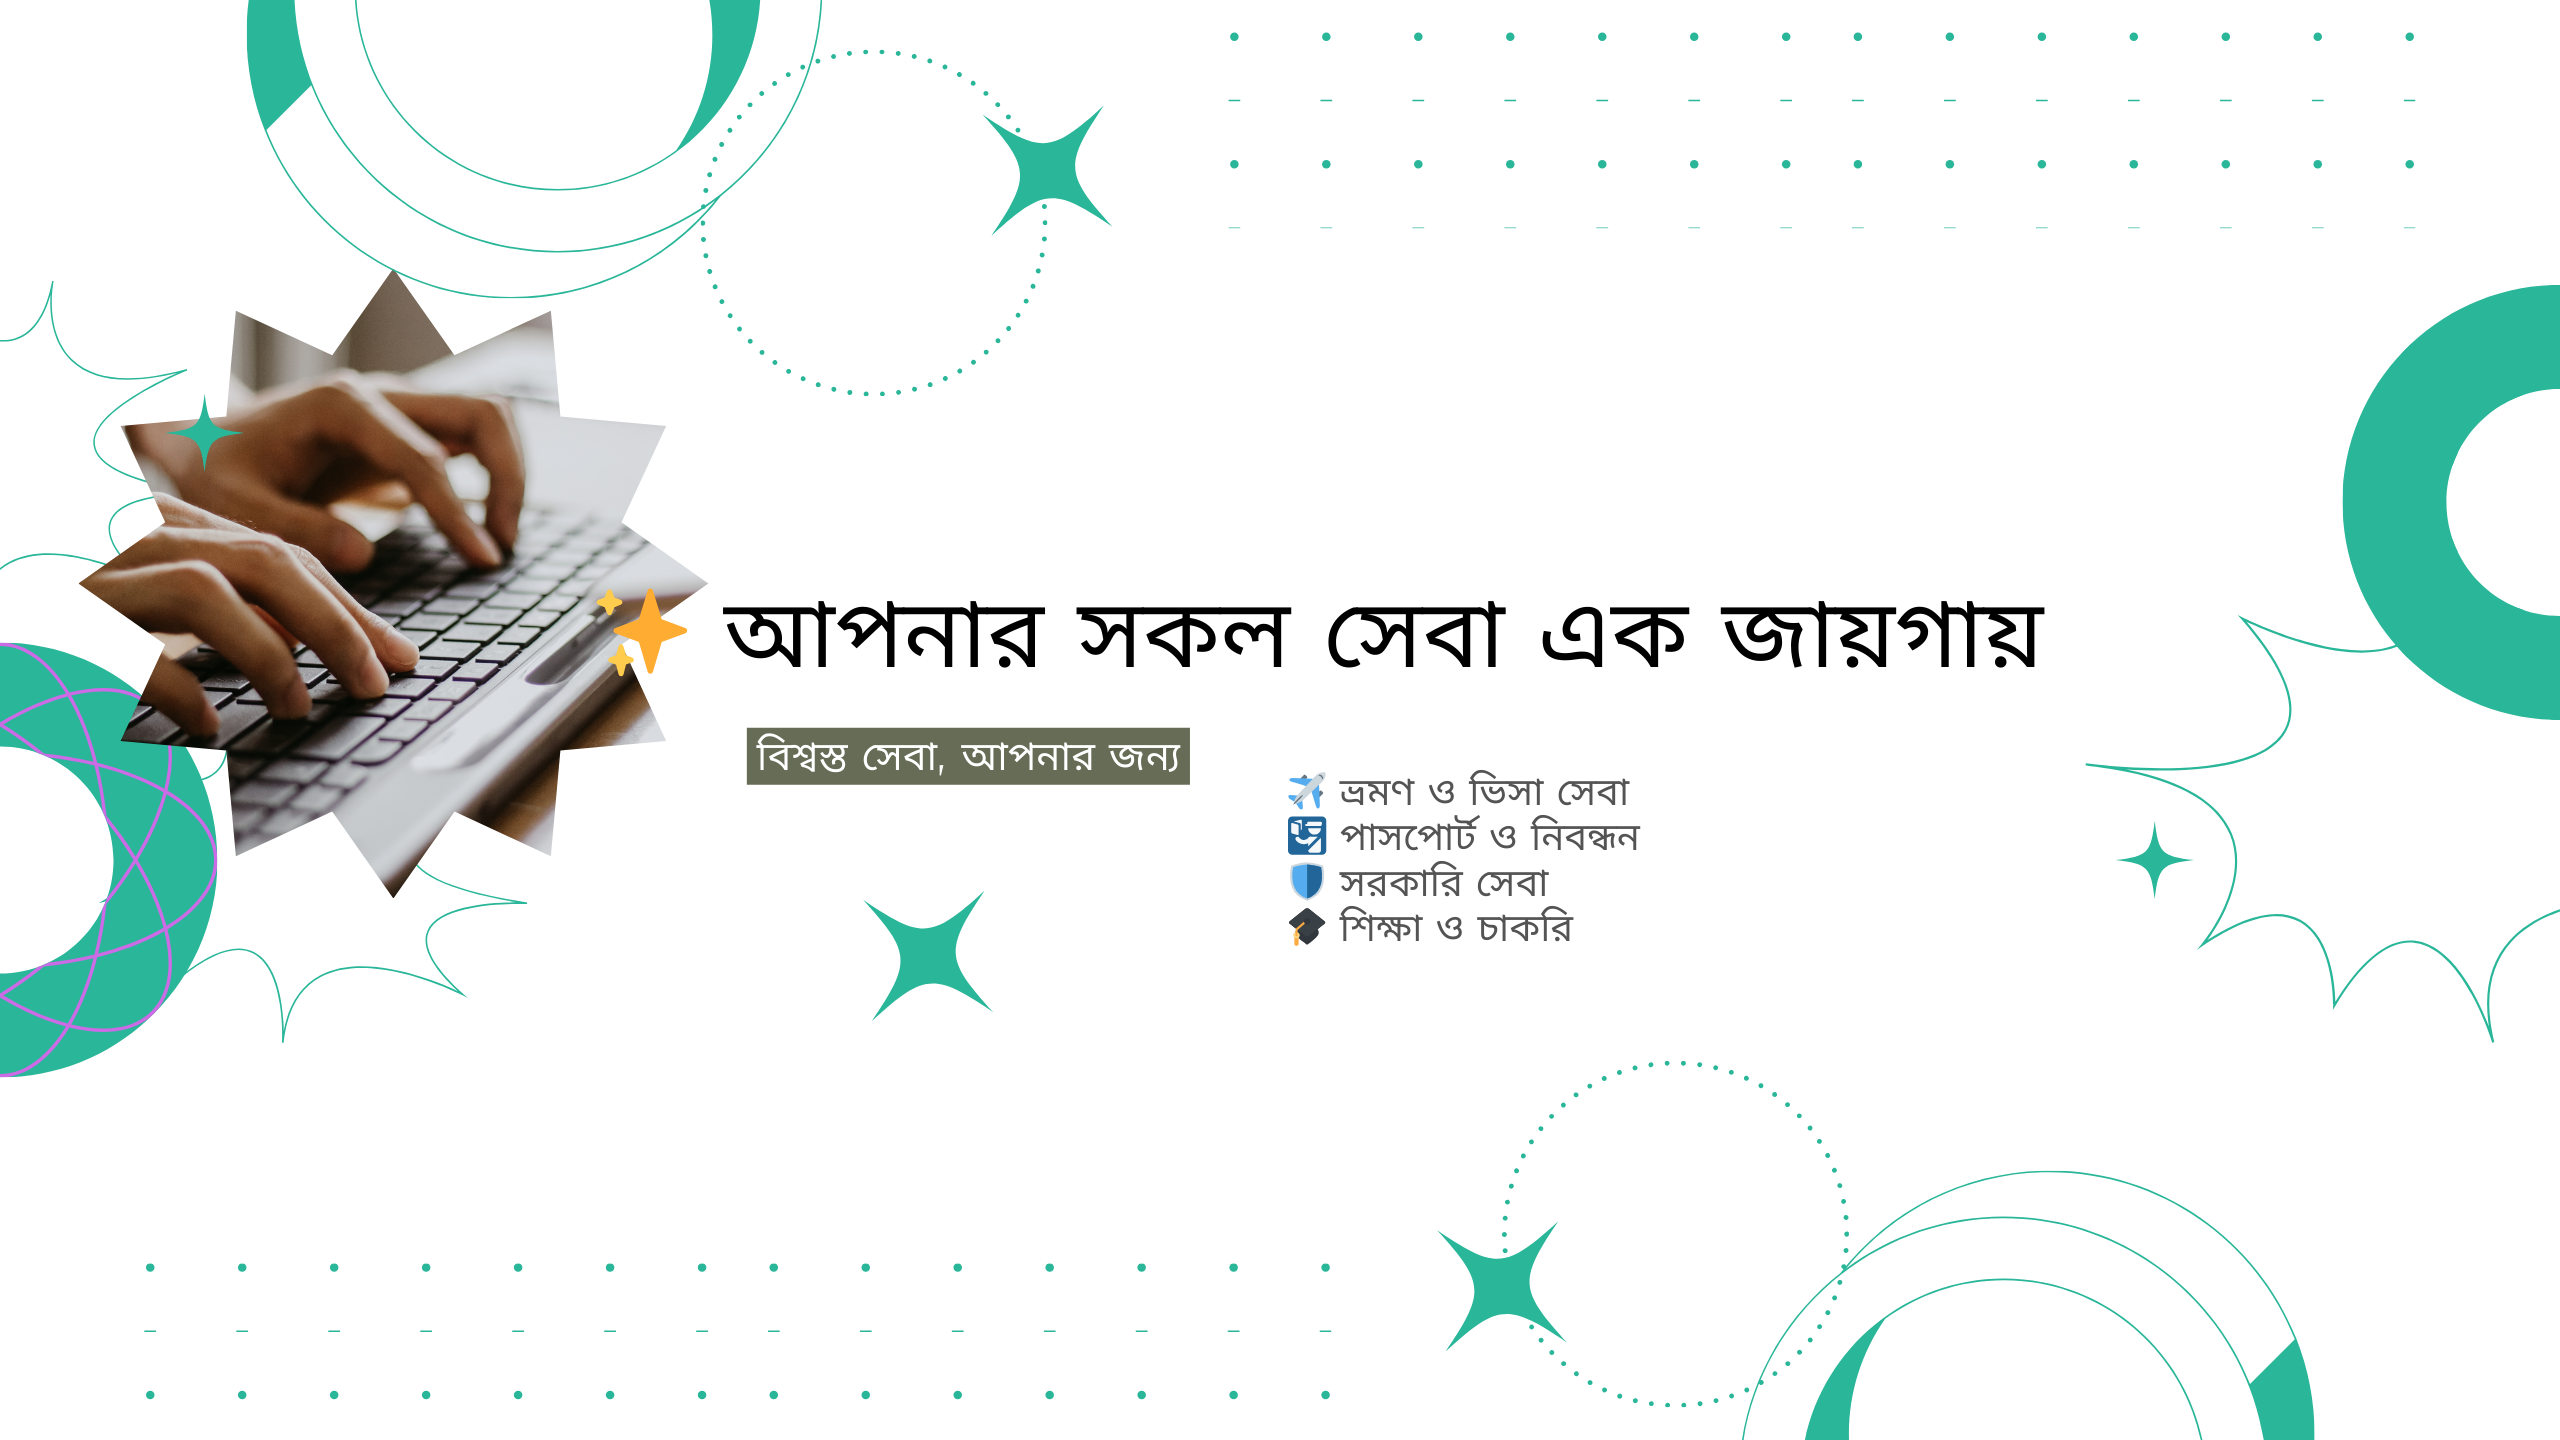 ✨ আপনার সকল সেবা এক জায়গায়
বিশ্বস্ত সেবা, আপনার জন্য
✈️ ভ্রমণ ও ভিসা সেবা
🛂 পাসপোর্ট ও নিবন্ধন
🛡️ সরকারি সেবা
🎓 শিক্ষা ও চাকরি